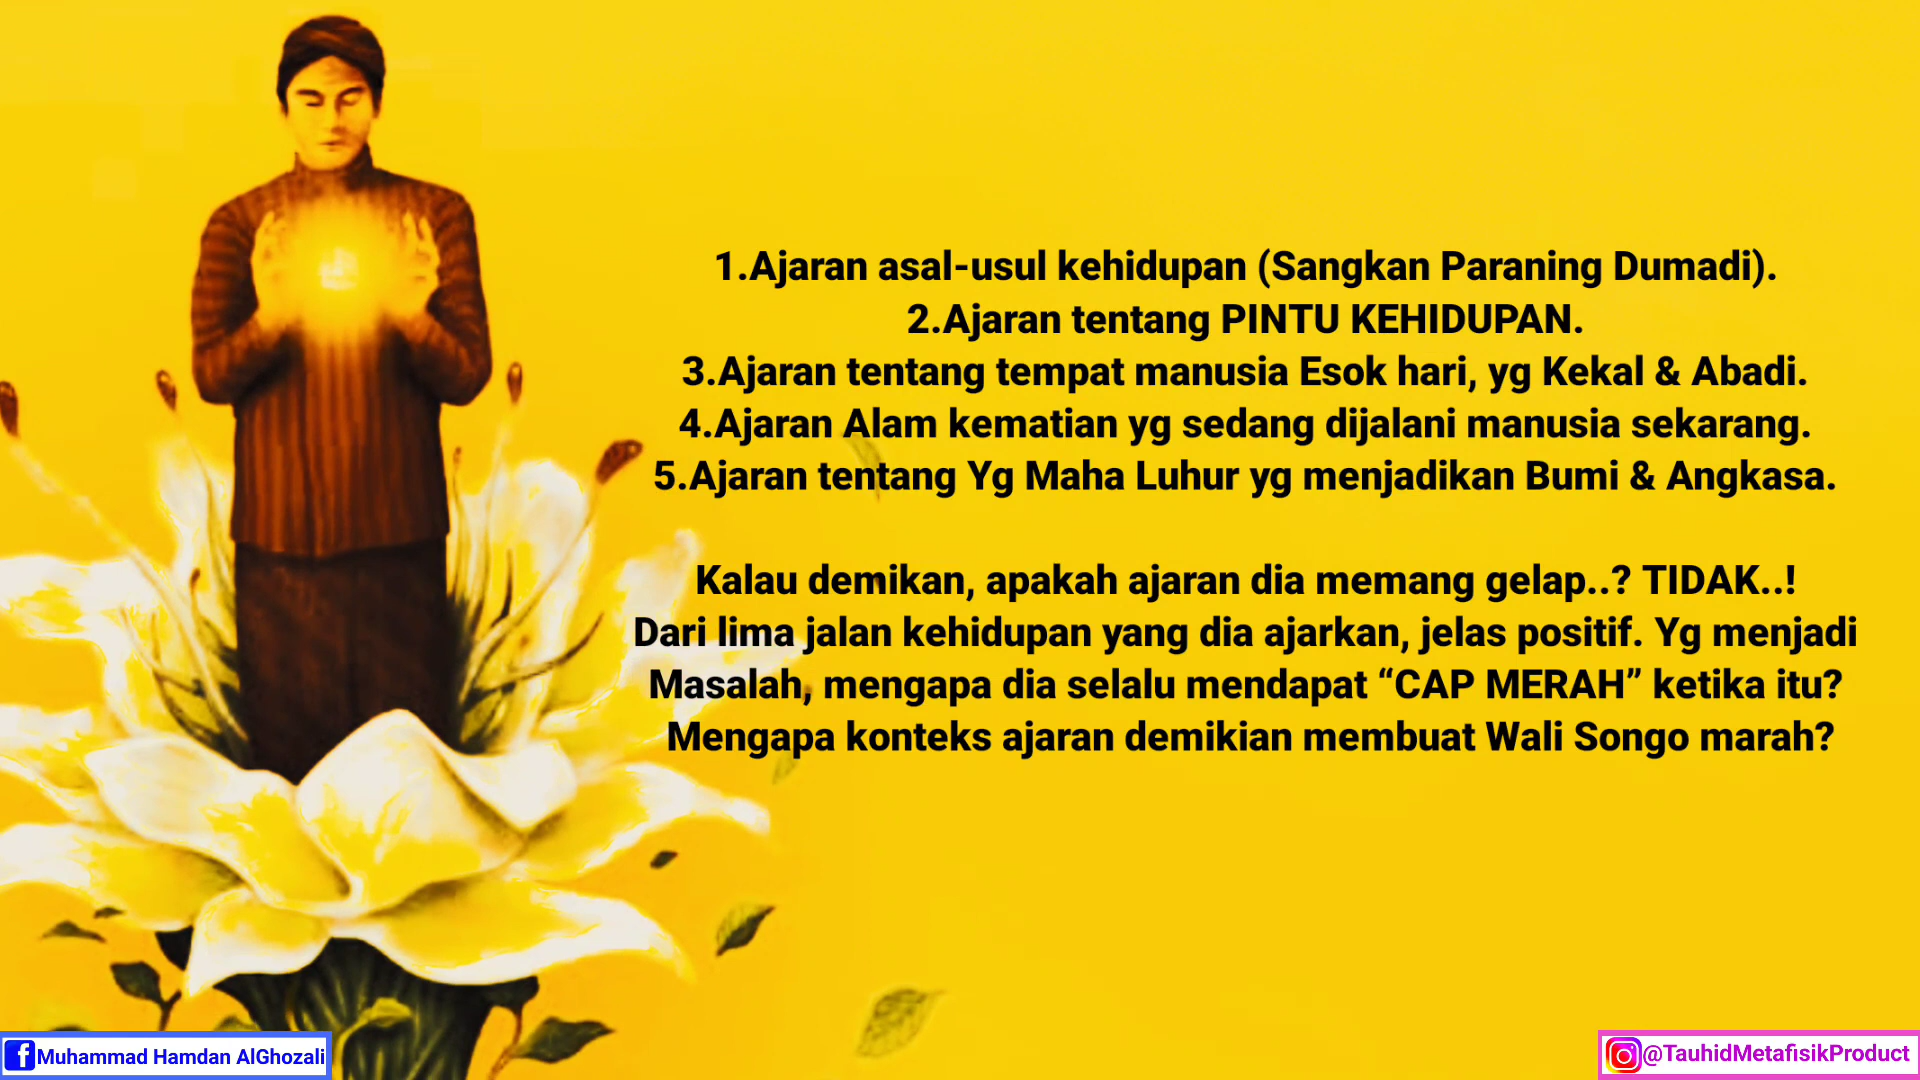 1.Ajaran asal-usul kehidupan (Sangkan Paraning Dumadi).
2.Ajaran tentang PINTU KEHIDUPAN.
3.Ajaran tentang tempat manusia Esok hari, yg Kekal & Abadi.
4.Ajaran Alam kematian yg sedang dijalani manusia sekarang.
5.Ajaran tentang Yg Maha Luhur yg menjadikan Bumi & Angkasa.
Kalau demikan, apakah ajaran dia memang gelap..? TIDAK..!
Dari lima jalan kehidupan yang dia ajarkan, jelas positif. Yg menjadi
Masalah, mengapa dia selalu mendapat “CAP MERAH” ketika itu?
Mengapa konteks ajaran demikian membuat Wali Songo marah?
Muhammad Hamdan AlGhozali
@TauhidMetafisikProduct